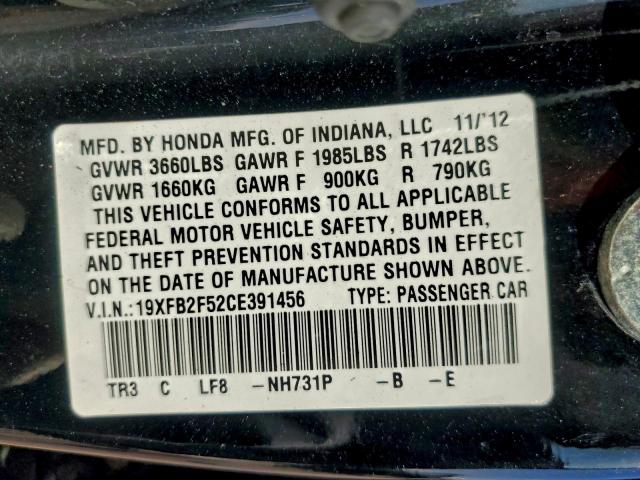 MFD. BY HONDA MFG. OF INDIANA, LLC 11/'12
GVWR 3660LBS GAWR F 1985LBS R 1742LBS
GVWR 1660KG GAWR F 900KG R 790KG
THIS VEHICLE CONFORMS TO ALL APPLICABLE
FEDERAL MOTOR VEHICLE SAFETY, BUMPER,
AND THEFT PREVENTION STANDARDS IN EFFECT
ON THE DATE OF MANUFACTURE SHOWN ABOVE.
V.I.N.:19XFB2F52CE391456 TYPE: PASSENGER CAR
TR3 C LF8 -NH731P -B -E